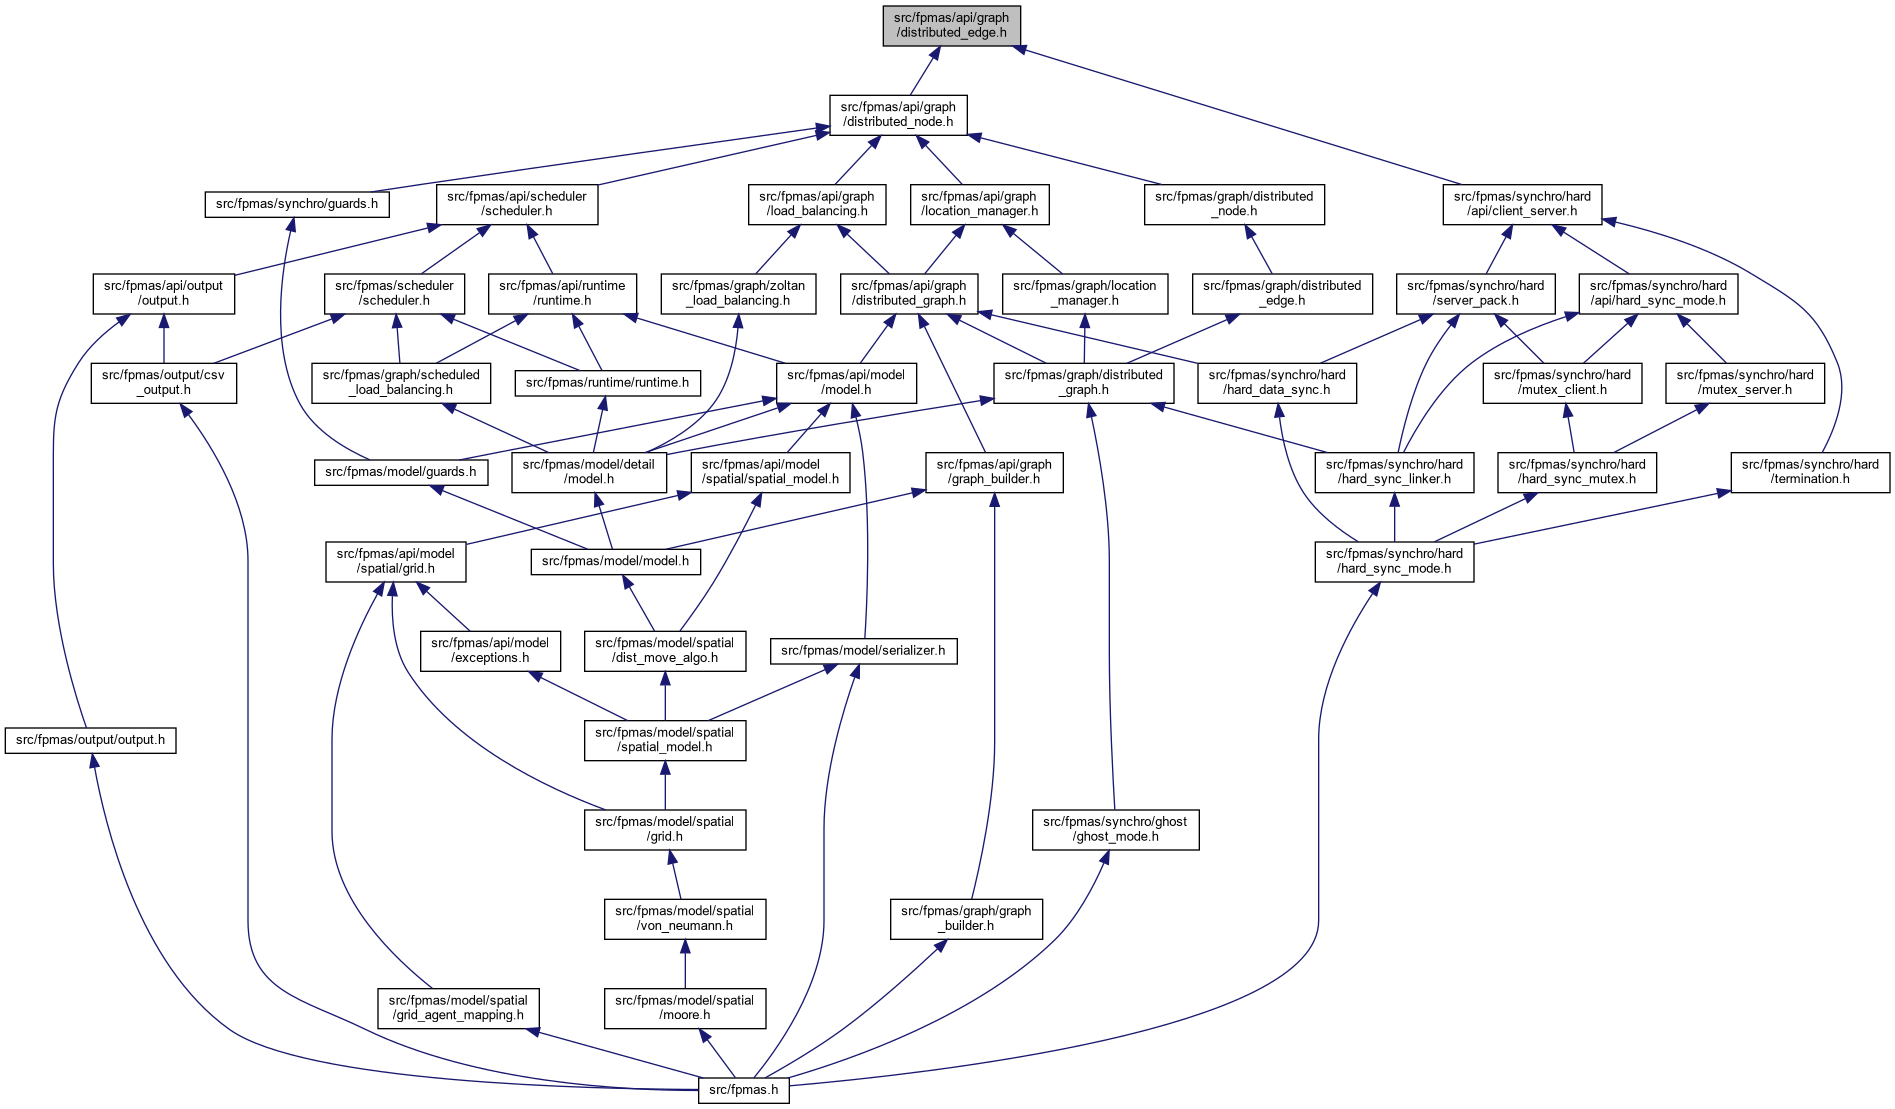 src/fpmas/api/graph
/distributed_edge.h
src/fpmas/api/graph
/distributed_node.h
src/fpmas/synchro/guards.h
src/fpmas/api/scheduler
/scheduler.h
src/fpmas/api/graph
/load_balancing.h
src/fpmas/api/graph
/location_manager.h
src/fpmas/graph/distributed
_node.h
src/fpmas/synchro/hard
/api/client_server.h
src/fpmas/api/output
/output.h
src/fpmas/scheduler
/scheduler.h
src/fpmas/api/runtime
/runtime.h
src/fpmas/graph/zoltan
_load_balancing.h
src/fpmas/api/graph
/distributed_graph.h
src/fpmas/graph/location
_manager.h
src/fpmas/graph/distributed
_edge.h
src/fpmas/synchro/hard
/server_pack.h
src/fpmas/synchro/hard
/api/hard_sync_mode.h
src/fpmas/output/csv
_output.h
src/fpmas/graph/scheduled
_load_balancing.h
src/fpmas/runtime/runtime.h
src/fpmas/api/model
/model.h
src/fpmas/graph/distributed
_graph.h
src/fpmas/synchro/hard
/hard_data_sync.h
src/fpmas/synchro/hard
/mutex_client.h
src/fpmas/synchro/hard
/mutex_server.h
src/fpmas/model/guards.h
src/fpmas/model/detail
/model.h
src/fpmas/api/model
/spatial/spatial_model.h
src/fpmas/api/graph
/graph_builder.h
src/fpmas/synchro/hard
/hard_sync_linker.h
src/fpmas/synchro/hard
/hard_sync_mutex.h
src/fpmas/synchro/hard
/termination.h
src/fpmas/api/model
/spatial/grid.h
src/fpmas/model/model.h
src/fpmas/synchro/hard
/hard_sync_mode.h
src/fpmas/api/model
/exceptions.h
src/fpmas/model/spatial
/dist_move_algo.h
src/fpmas/model/serializer.h
src/fpmas/output/output.h
src/fpmas/model/spatial
/spatial_model.h
src/fpmas/model/spatial
/grid.h
src/fpmas/synchro/ghost
/ghost_mode.h
src/fpmas/model/spatial
/von_neumann.h
src/fpmas/graph/graph
_builder.h
src/fpmas/model/spatial
/grid_agent_mapping.h
src/fpmas/model/spatial
/moore.h
src/fpmas.h